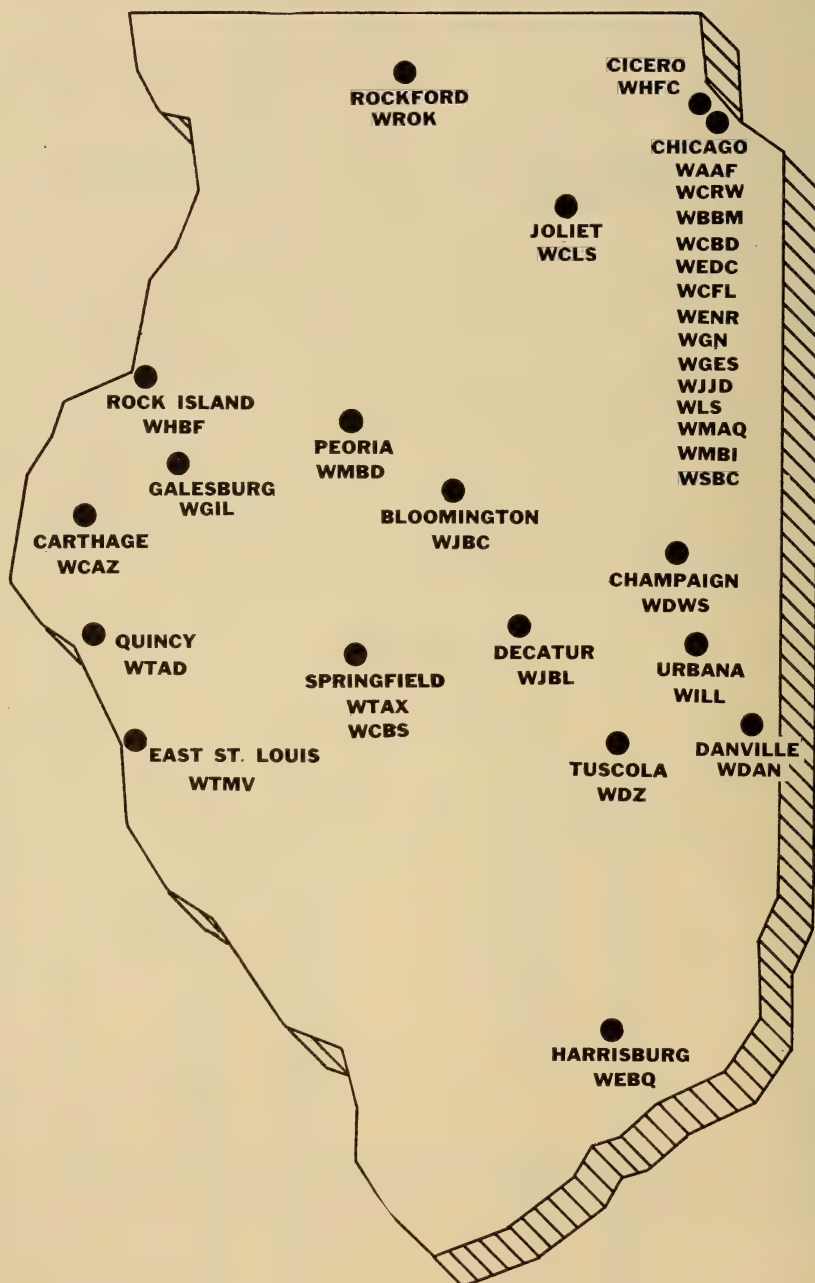 ROCKFORD
WROK
CICERO
WHFC
CHICAGO
WAAF
WCRW
WBBM
WCBD
WEDC
WCFL
WENR
WGN
WGES
WJJD
WLS
WMAQ
WMBI
WSBC
JOLIET
WCLS
ROCK ISLAND
WHBF
PEORIA
WMBD
GALESBURG
WGIL
BLOOMINGTON
WJBC
CARTHAGE
WCAZ
CHAMPAIGN
WDWS
QUINCY
WTAD
SPRINGFIELD
WTAX
WCBS
DECATUR
WJBL
URBANA
WILL
EAST ST. LOUIS
WTMV
TUSCOLA
WDZ
DANVILLE
WDAN
HARRISBURG
WEBQ